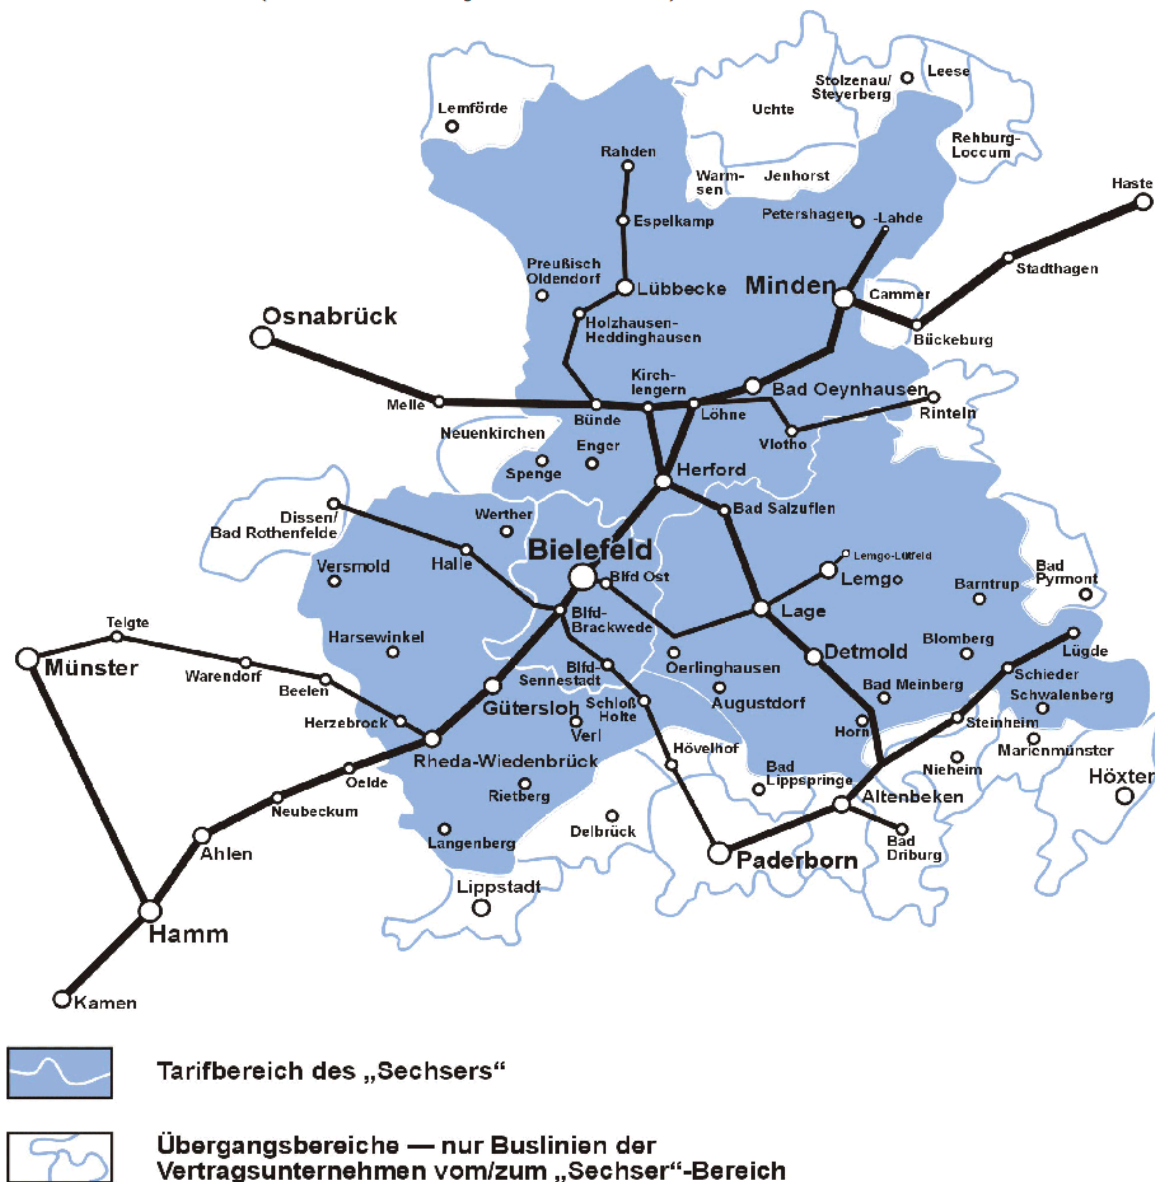 Lemförde
Stolzenau/
Steyerberg
Leese
Uchte
Rehburg-
Loccum
Rahden
Warm-
sen
Jenhorst
Haste
Espelkamp
Petershagen
-Lahde
Preußisch
Oldendorf
Stadthagen
Lübbecke
Minden
Cammer
Osnabrück
Holzhausen-
Heddinghausen
Bückeburg
Kirch-
lengern
Bad Oeynhausen
Melle
Bünde
Löhne
Rinteln
Neuenkirchen
Enger
Vlotho
Spenge
Herford
Dissen/
Bad Rothenfelde
Werther
Bad Salzuflen
Bielefeld
Halle
Versmold
Blfd Ost
Lemgo-Lütfeld
Lemgo
Bad
Pyrmont
Barntrup
Lage
Blfd-
Brackwede
Telgte
Harsewinkel
Münster
Warendorf
Beelen
Blfd-
Sennestadt
Oerlinghausen
Detmold
Blomberg
Lügde
Schieder
Schwalenberg
Gütersloh
Schloß
Holte
Augustdorf
Bad Meinberg
Herzebrock
Verl
Horn
Steinheim
Marienmünster
Rheda-Wiedenbrück
Hövelhof
Bad
Lippspringe
Nieheim
Höxter
Oelde
Rietberg
Neubeckum
Altenbeken
Delbrück
Langenberg
Ahlen
Paderborn
Bad
Driburg
Lippstadt
Hamm
Kamen
Tarifbereich des „Sechsers“
Übergangsbereiche — nur Buslinien der
Vertragsunternehmen vom/zum „Sechser“-Bereich